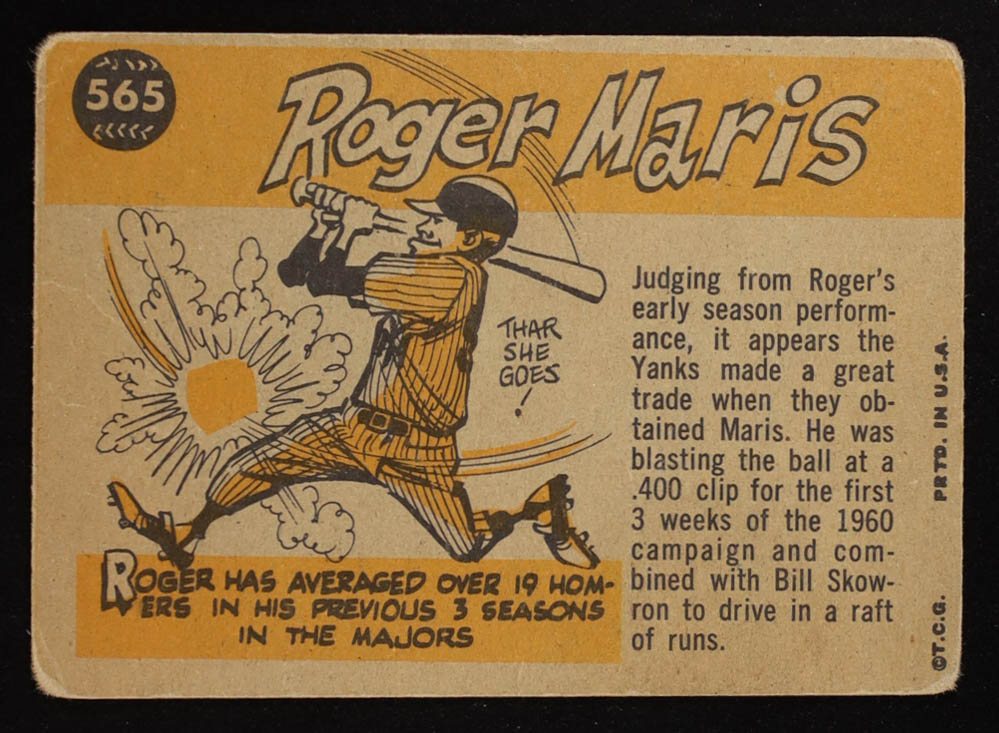 565
Roger Maris
THAR
SHE
GOES
!
ROGER HAS AVERAGED OVER 19 HOM-
ERS IN HIS PREVIOUS 3 SEASONS
IN THE MAJORS
Judging from Roger's
early season perform-
ance, it appears the
Yanks made a great
trade when they ob-
tained Maris. He was
blasting the ball at a
.400 clip for the first
3 weeks of the 1960
campaign and com-
bined with Bill Skow-
ron to drive in a raft
of runs.
©T.C.G. PRTD. IN U.S.A.